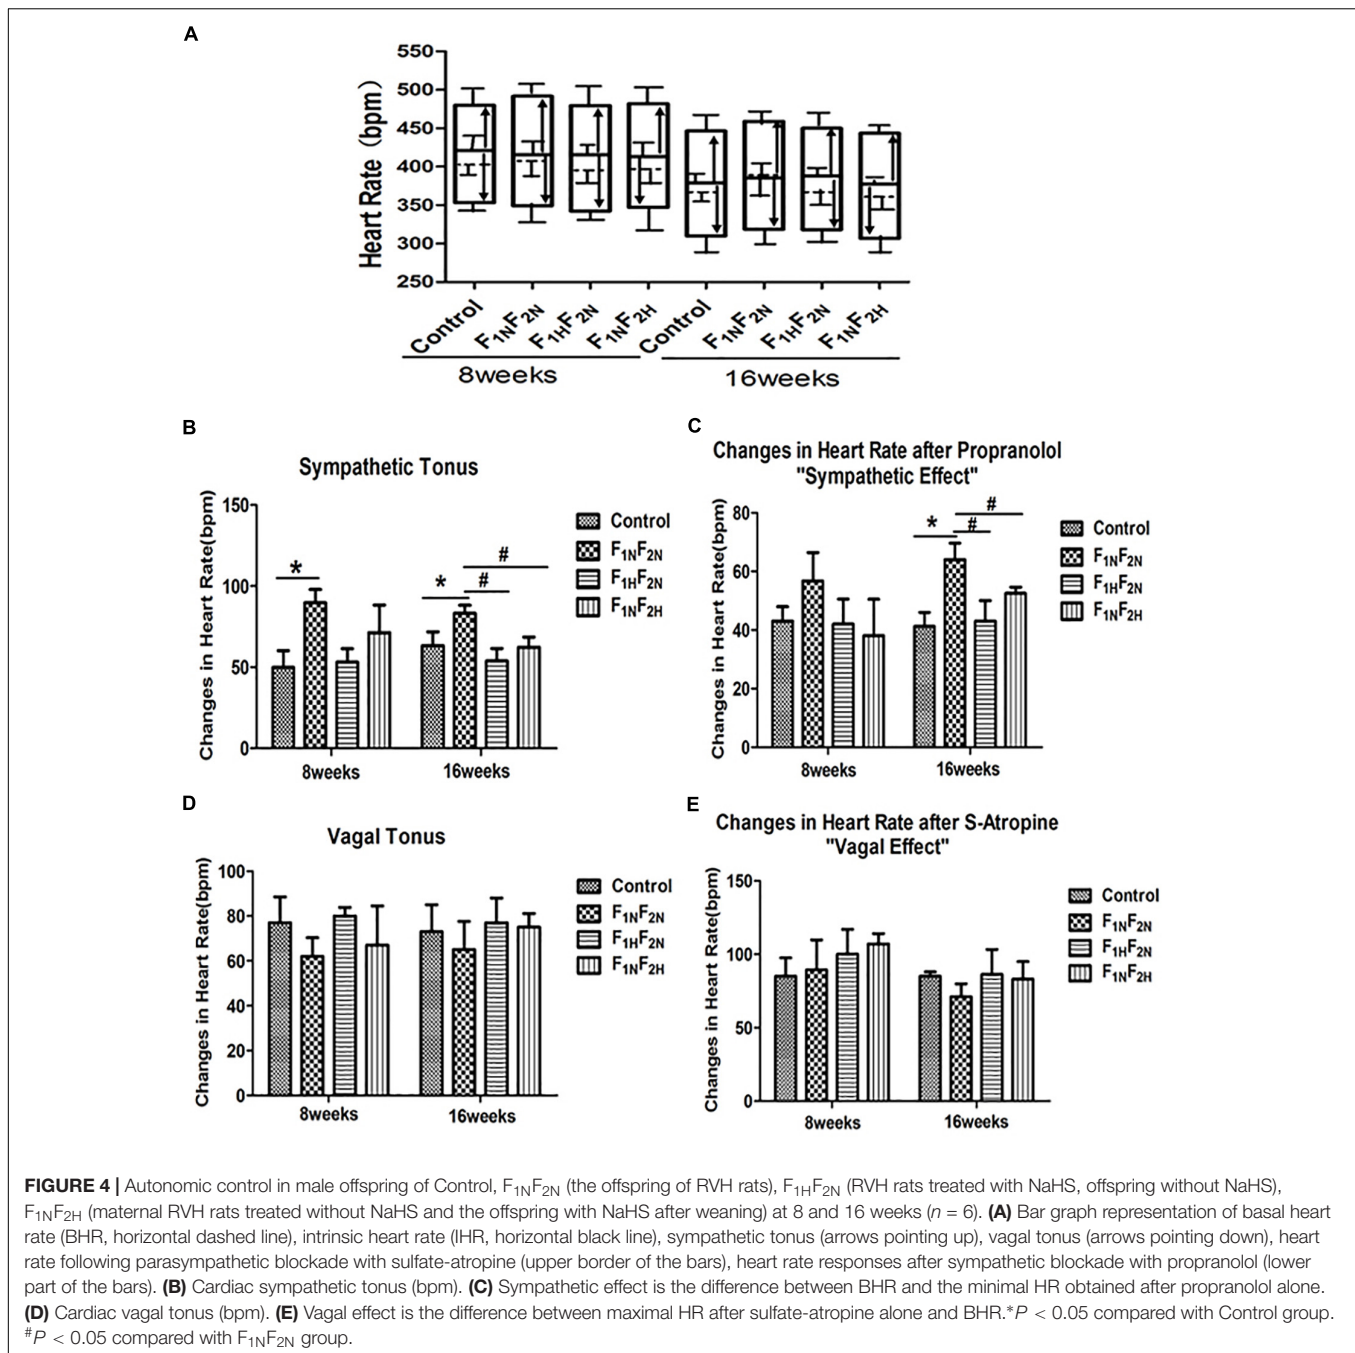 A
550
500
450
400
350
300
250
Heart Rate (bpm)
Control
F1NF2N
F1HF2N
F1NF2H
Control
F1NF2N
F1HF2N
F1NF2H
8weeks
16weeks
B
Sympathetic Tonus
Changes in Heart Rate(bpm)
150
100
50
0
*
*
#
#
8weeks
16weeks
Control
F1NF2N
F1HF2N
F1NF2H
C
Changes in Heart Rate after Propranolol
"Sympathetic Effect"
Changes in Heart Rate(bpm)
80
60
40
20
0
*
#
#
8weeks
16weeks
Control
F1NF2N
F1HF2N
F1NF2H
D
Vagal Tonus
Changes in Heart Rate(bpm)
100
80
60
40
20
0
8weeks
16weeks
Control
F1NF2N
F1HF2N
F1NF2H
E
Changes in Heart Rate after S-Atropine
"Vagal Effect"
Changes in Heart Rate(bpm)
150
100
50
0
8weeks
16weeks
Control
F1NF2N
F1HF2N
F1NF2H
FIGURE 4 | Autonomic control in male offspring of Control, F1NF2N (the offspring of RVH rats), F1HF2N (RVH rats treated with NaHS, offspring without NaHS),
F1NF2H (maternal RVH rats treated without NaHS and the offspring with NaHS after weaning) at 8 and 16 weeks (n = 6). (A) Bar graph representation of basal heart
rate (BHR, horizontal dashed line), intrinsic heart rate (IHR, horizontal black line), sympathetic tonus (arrows pointing up), vagal tonus (arrows pointing down), heart
rate following parasympathetic blockade with sulfate-atropine (upper border of the bars), heart rate responses after sympathetic blockade with propranolol (lower
part of the bars). (B) Cardiac sympathetic tonus (bpm). (C) Sympathetic effect is the difference between BHR and the minimal HR obtained after propranolol alone.
(D) Cardiac vagal tonus (bpm). (E) Vagal effect is the difference between maximal HR after sulfate-atropine alone and BHR.*P < 0.05 compared with Control group.
#P < 0.05 compared with F1NF2N group.